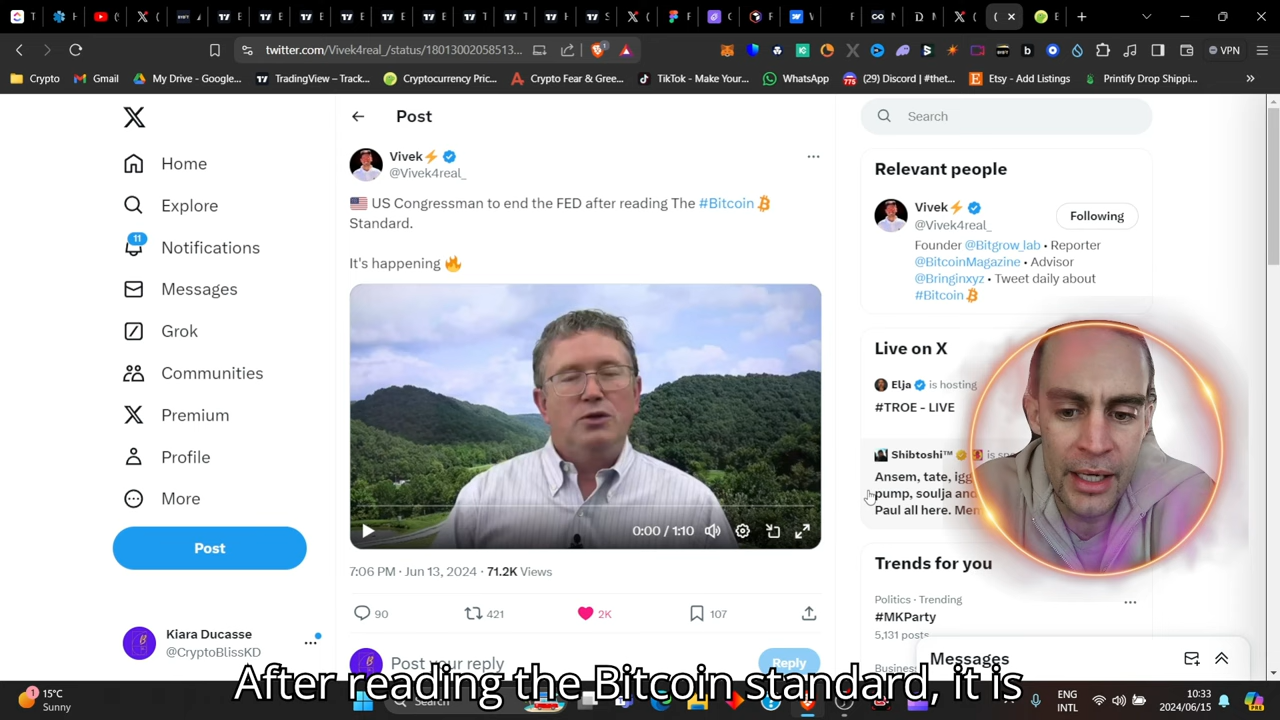 twitter.com/Vivek4real_/status/18013002058513...
VPN
Crypto
Gmail
My Drive - Google...
TradingView – Track...
Cryptocurrency Pric...
Crypto Fear & Gree...
TikTok - Make Your...
WhatsApp
(29) Discord | #thet...
Etsy - Add Listings
Printify Drop Shippi...
Home
Explore
11
Notifications
Messages
Grok
Communities
Premium
Profile
More
Post
Kiara Ducasse
@CryptoBlissKD
Post
Vivek⚡
@Vivek4real_
🇺🇸 US Congressman to end the FED after reading The #Bitcoin
Standard.
It's happening 🔥
0:00 / 1:10
7:06 PM · Jun 13, 2024 · 71.2K Views
90
421
2K
107
Post your reply
Reply
Search
Relevant people
Vivek⚡
@Vivek4real_
Following
Founder @Bitgrow_lab • Reporter
@BitcoinMagazine • Advisor
@Bringinxyz • Tweet daily about
#Bitcoin
Live on X
Elja is hosting
#TROE - LIVE
Shibtoshi™ is
Ansem, tate,
pump, soulja
Paul all here.
Trends for you
Politics · Trending
#MKParty
5,131 posts
Messages
After reading the Bitcoin standard, it is
1
15°C
Sunny
Search
ENG
INTL
10:33
2024/06/15